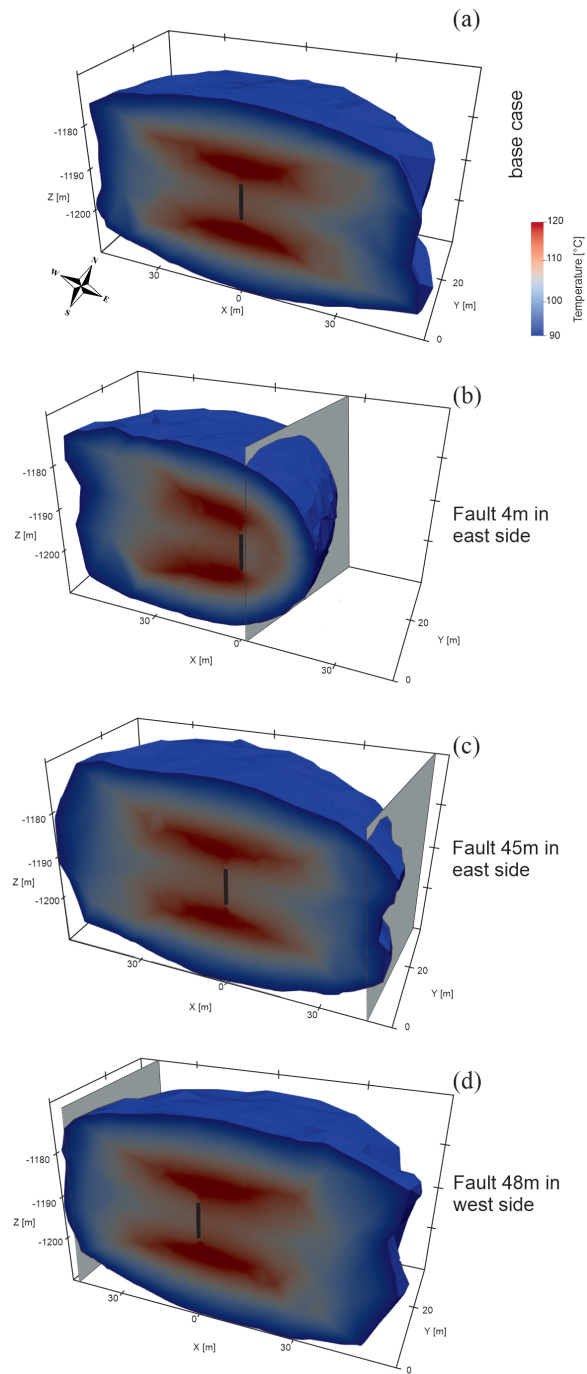 (a)
base case
-1180
-1190
Z [m]
-1200
N
W
E
S
30
0
X [m]
30
20
Y [m]
0
120
110
100
90
Temperature [°C]
(b)
-1180
-1190
Z [m]
-1200
Fault 4m in
east side
30
0
X [m]
30
20
Y [m]
0
(c)
-1180
-1190
Z [m]
-1200
Fault 45m in
east side
30
0
X [m]
30
20
Y [m]
0
(d)
-1180
-1190
Z [m]
-1200
Fault 48m in
west side
30
0
X [m]
30
20
Y [m]
0